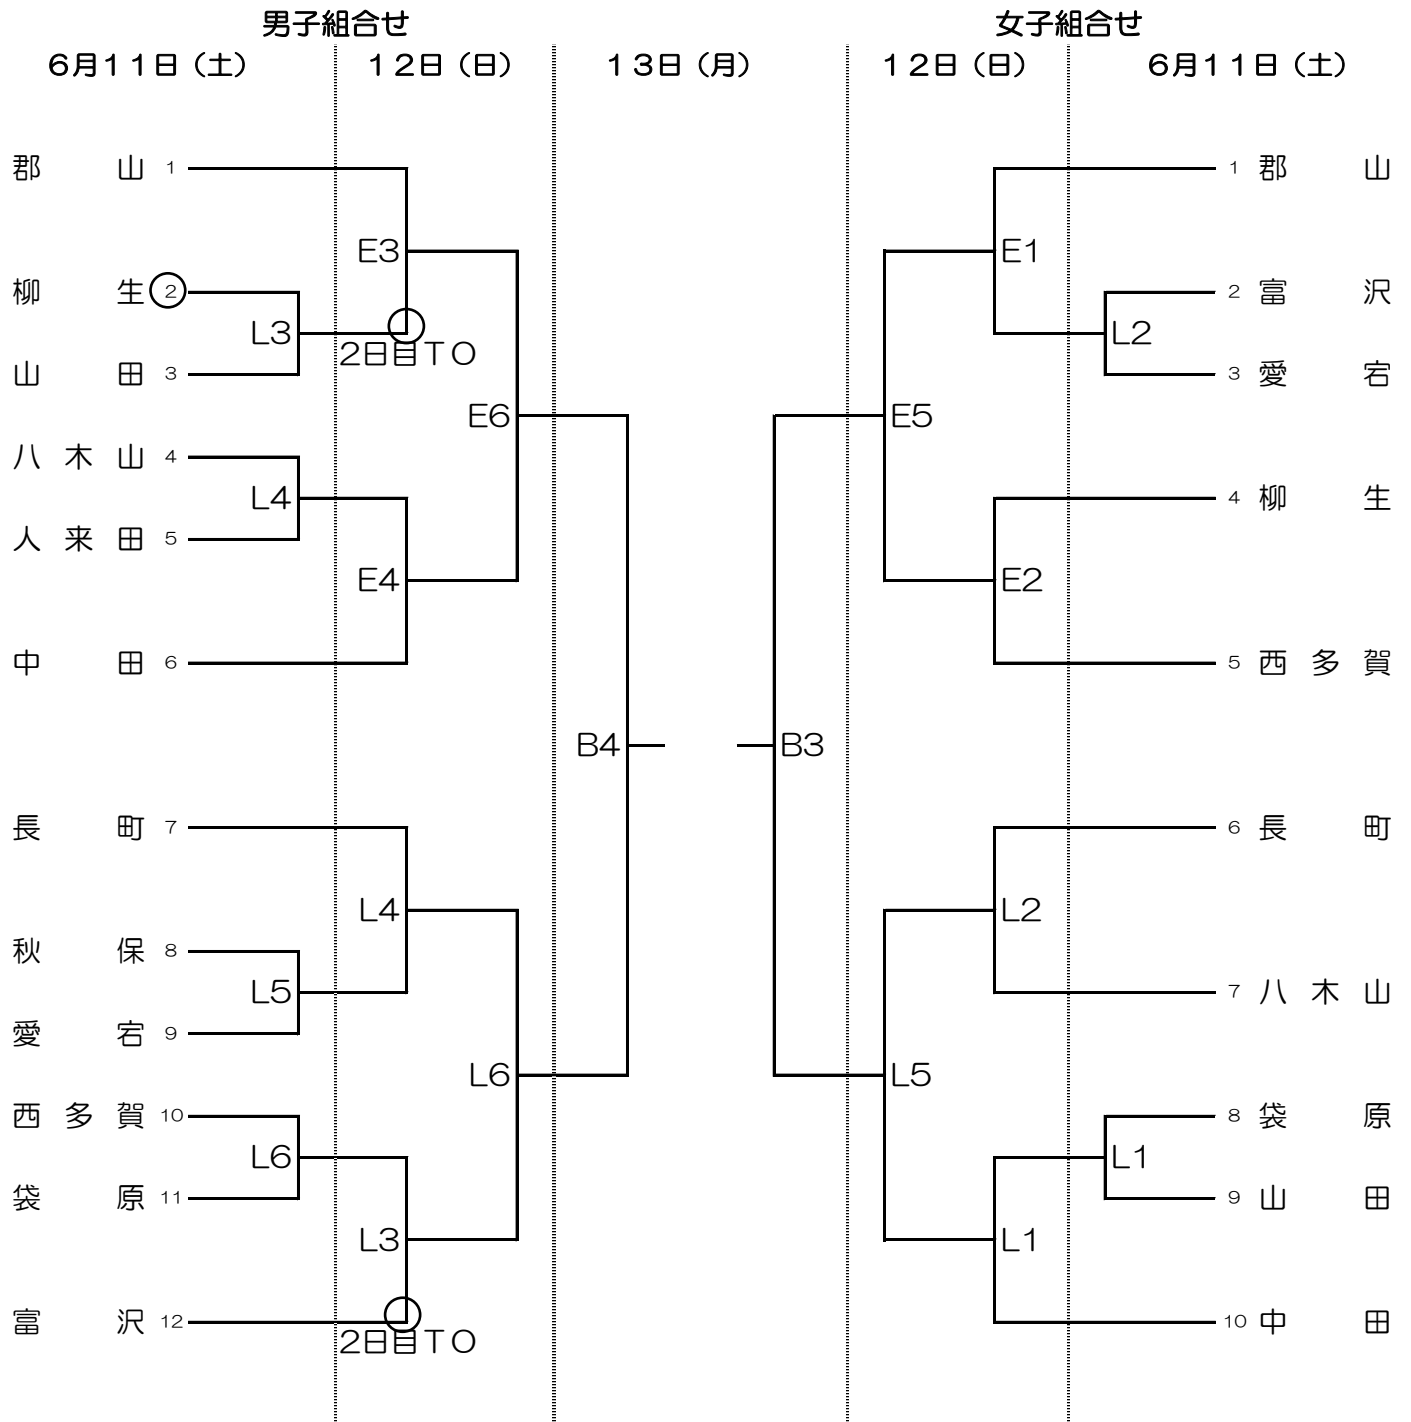 男子組合せ 女子組合せ
6月11日（土） 12日（日） 13日（月） 12日（日） 6月11日（土）
郡山 1 1 郡山
E3 E1
柳生 2 2 富沢
L3 L2
2日目TO
山田 3 3 愛宕
E6 E5
八木山 4
L4 4 柳生
人来田 5
E4 E2
中田 6 5 西多賀
B4 B3
長町 7 6 長町
L4 L2
秋保 8
L5 7 八木山
愛宕 9
L6 L5
西多賀 10 8 袋原
L6 L1
袋原 11 9 山田
L3 L1
富沢 12 10 中田
2日目TO